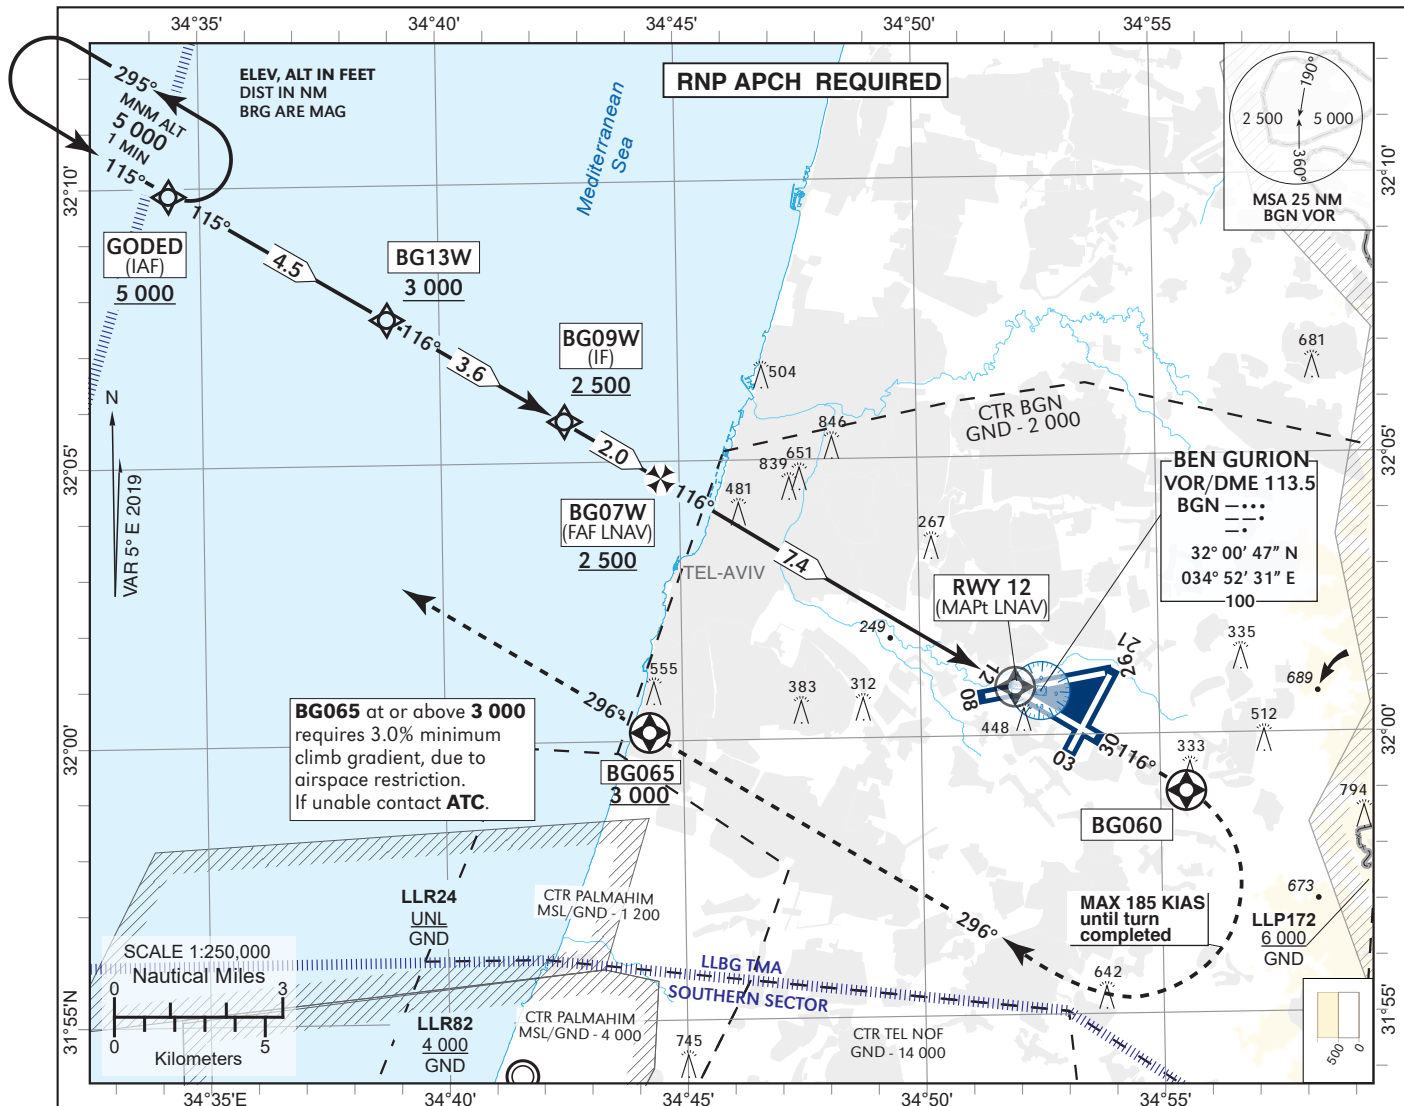 34°35'
34°40'
34°45'
34°50'
34°55'
295°
MNM ALT
5 000
1 MIN
115°
ELEV, ALT IN FEET
DIST IN NM
BRG ARE MAG
RNP APCH REQUIRED
Mediterranean
Sea
190°
2 500
5 000
360°
MSA 25 NM
BGN VOR
32°10'
32°10'
115°
GODED
(IAF)
5 000
4.5
BG13W
3 000
116°
3.6
BG09W
(IF)
2 500
2.0
BG07W
(FAF LNAV)
2 500
116°
7.4
504
681
CTR BGN
GND - 2 000
846
839
651
481
267
32°05'
32°05'
N
VAR 5° E 2019
BEN GURION
VOR/DME 113.5
BGN
32° 00' 47" N
034° 52' 31" E
100
TEL-AVIV
RWY 12
(MAPt LNAV)
249
335
689
12
08
26
21
30
03
448
555
383
312
512
333
794
296°
BG065
3 000
BG065 at or above 3 000
requires 3.0% minimum
climb gradient, due to
airspace restriction.
If unable contact ATC.
32°00'
32°00'
116°
BG060
MAX 185 KIAS
until turn
completed
673
LLP172
6 000
GND
296°
642
LLR24
UNL
GND
CTR PALMAHIM
MSL/GND - 1 200
SCALE 1:250,000
Nautical Miles
0
3
0
5
Kilometers
LLBG TMA
SOUTHERN SECTOR
LLR82
4 000
GND
CTR PALMAHIM
MSL/GND - 4 000
745
CTR TEL NOF
GND - 14 000
500
0
31°55'N
31°55'
34°35'E
34°40'
34°45'
34°50'
34°55'